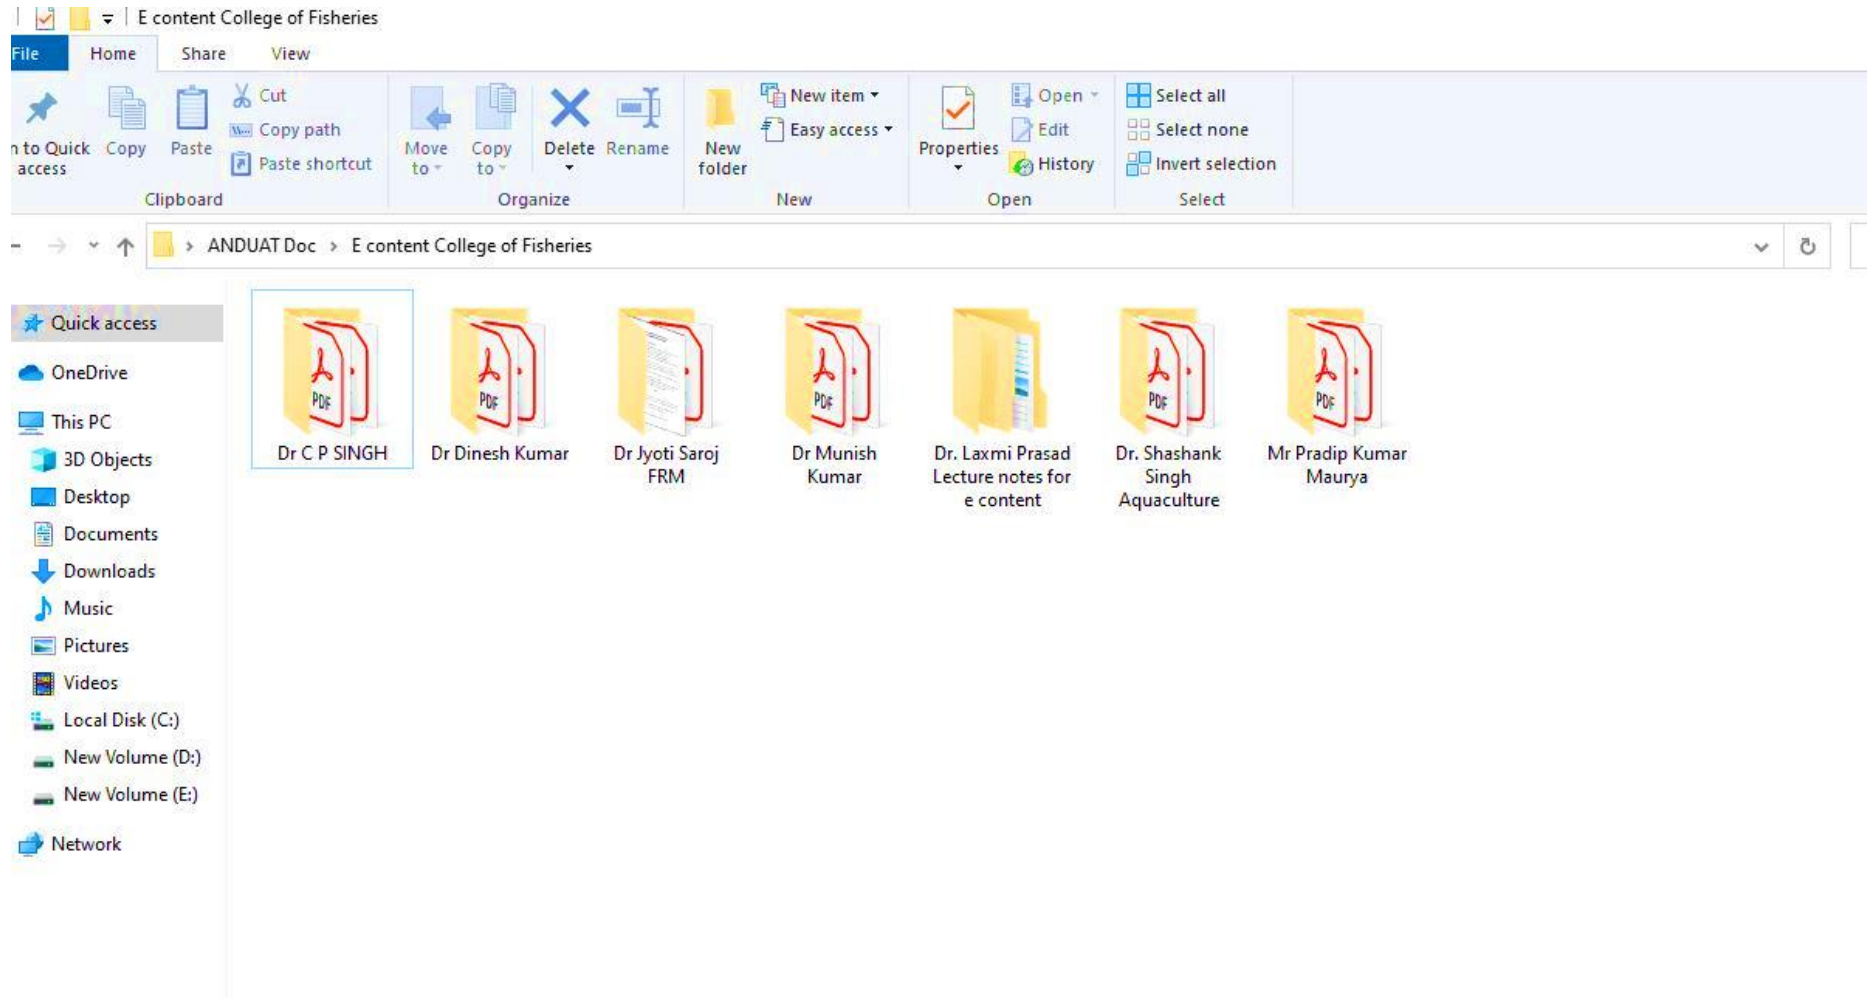 E content College of Fisheries
File Home Share View
n to Quick access
Copy
Paste
Cut
Copy path
Paste shortcut
Clipboard
Move to
Copy to
Delete
Rename
Organize
New folder
New item
Easy access
New
Properties
Open
Edit
History
Open
Select all
Select none
Invert selection
Select
ANDUAT Doc > E content College of Fisheries
Quick access
OneDrive
This PC
3D Objects
Desktop
Documents
Downloads
Music
Pictures
Videos
Local Disk (C:)
New Volume (D:)
New Volume (E:)
Network
PDF
Dr C P SINGH
PDF
Dr Dinesh Kumar
Dr Jyoti Saroj
FRM
PDF
Dr Munish
Kumar
Dr. Laxmi Prasad
Lecture notes for
e content
PDF
Dr. Shashank
Singh
Aquaculture
PDF
Mr Pradip Kumar
Maurya